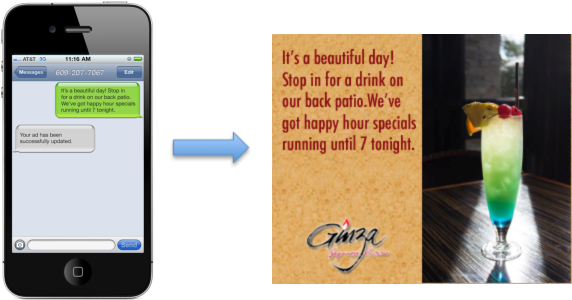 AT&T 3G 11:16 AM
Messages 609-207-7067 Edit
It's a beautiful day! Stop in
for a drink on our back patio.
We've got happy hour specials
running until 7 tonight.
Your ad has been
successfully updated.
Send
It's a beautiful day!
Stop in for a drink on
our back patio.We've
got happy hour specials
running until 7 tonight.
Ginza